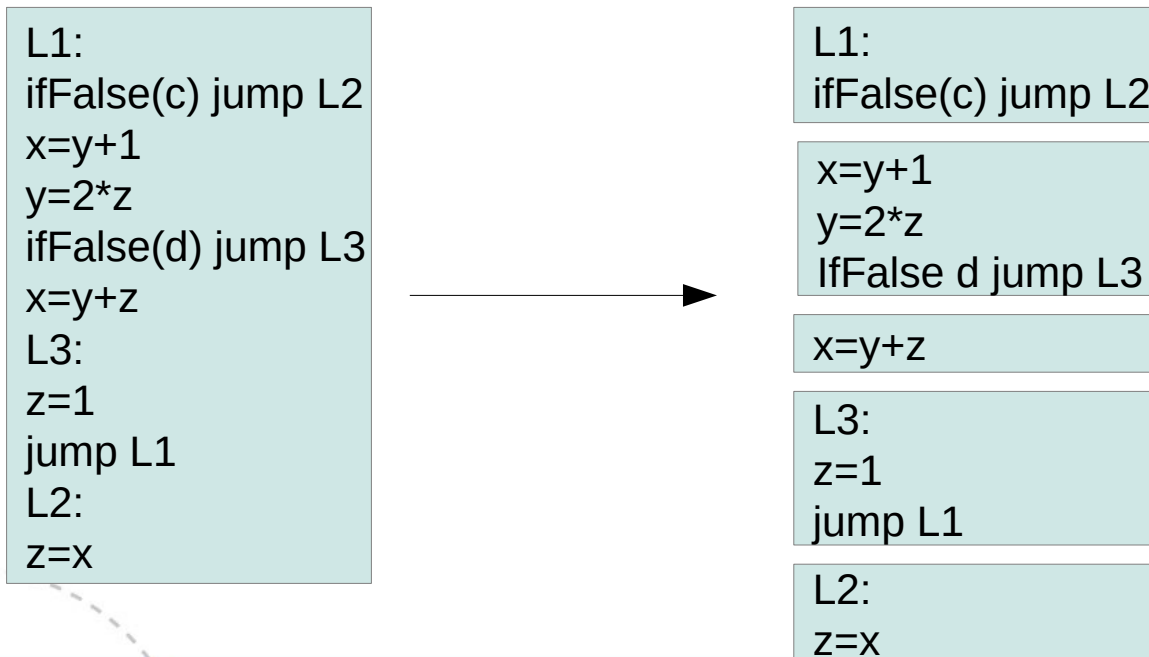 L1:
ifFalse(c) jump L2
x=y+1
y=2*z
ifFalse(d) jump L3
x=y+z
L3:
z=1
jump L1
L2:
z=x
L1:
ifFalse(c) jump L2
x=y+1
y=2*z
IfFalse d jump L3
x=y+z
L3:
z=1
jump L1
L2:
z=x